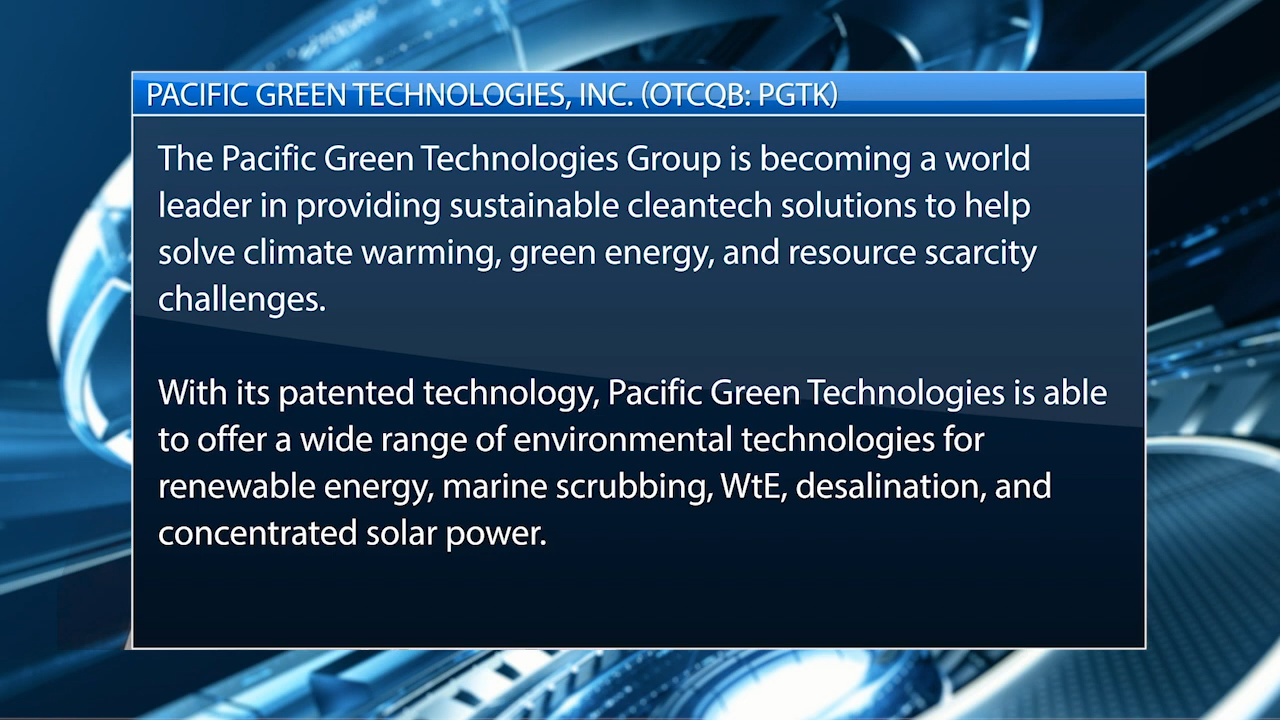 PACIFIC GREEN TECHNOLOGIES, INC. (OTCQB: PGTK)
The Pacific Green Technologies Group is becoming a world
leader in providing sustainable cleantech solutions to help
solve climate warming, green energy, and resource scarcity
challenges.
With its patented technology, Pacific Green Technologies is able
to offer a wide range of environmental technologies for
renewable energy, marine scrubbing, WtE, desalination, and
concentrated solar power.